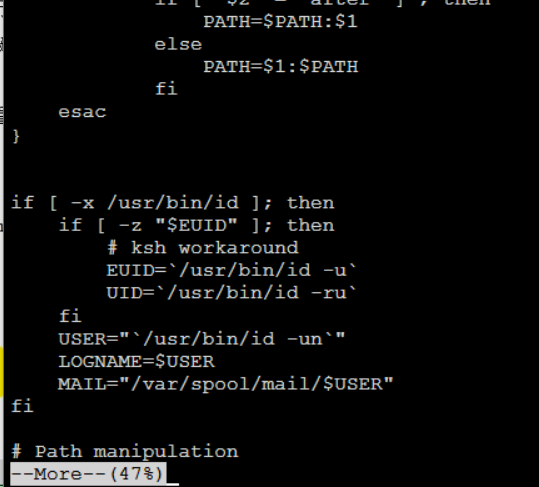 if [ "$2" = "after" ] ; then
PATH=$PATH:$1
else
PATH=$1:$PATH
fi
esac
}
if [ -x /usr/bin/id ]; then
if [ -z "$EUID" ]; then
# ksh workaround
EUID=`/usr/bin/id -u`
UID=`/usr/bin/id -ru`
fi
USER="`/usr/bin/id -un`"
LOGNAME=$USER
MAIL="/var/spool/mail/$USER"
fi
# Path manipulation
--More--(47%)